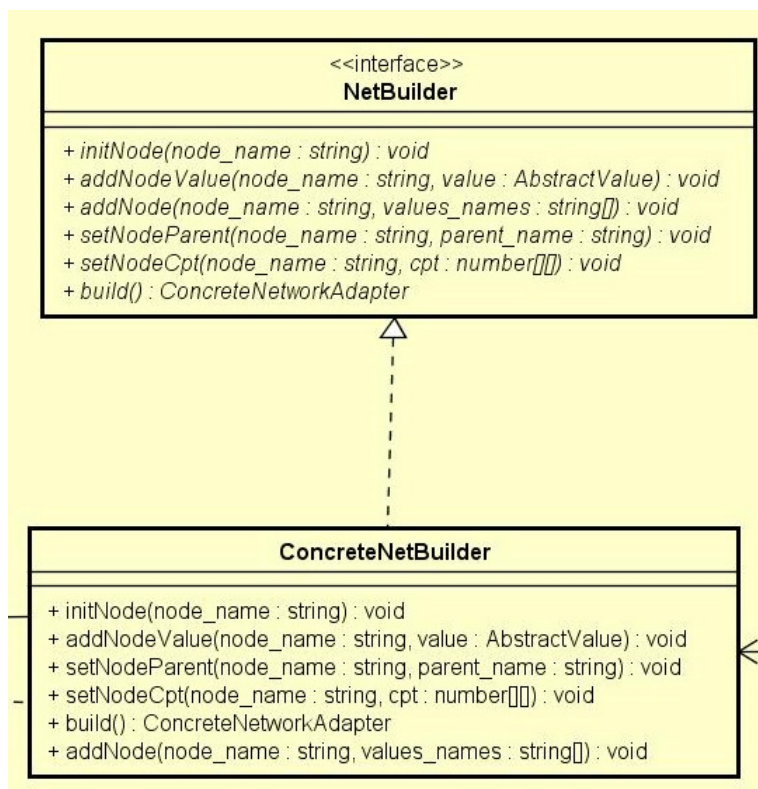 <<interface>>
NetBuilder
+ initNode(node_name : string) : void
+ addNodeValue(node_name : string, value : AbstractValue) : void
+ addNode(node_name : string, values_names : string[]) : void
+ setNodeParent(node_name : string, parent_name : string) : void
+ setNodeCpt(node_name : string, cpt : number[][]) : void
+ build() : ConcreteNetworkAdapter
ConcreteNetBuilder
+ initNode(node_name : string) : void
+ addNodeValue(node_name : string, value : AbstractValue) : void
+ setNodeParent(node_name : string, parent_name : string) : void
+ setNodeCpt(node_name : string, cpt : number[][]) : void
+ build() : ConcreteNetworkAdapter
+ addNode(node_name : string, values_names : string[]) : void